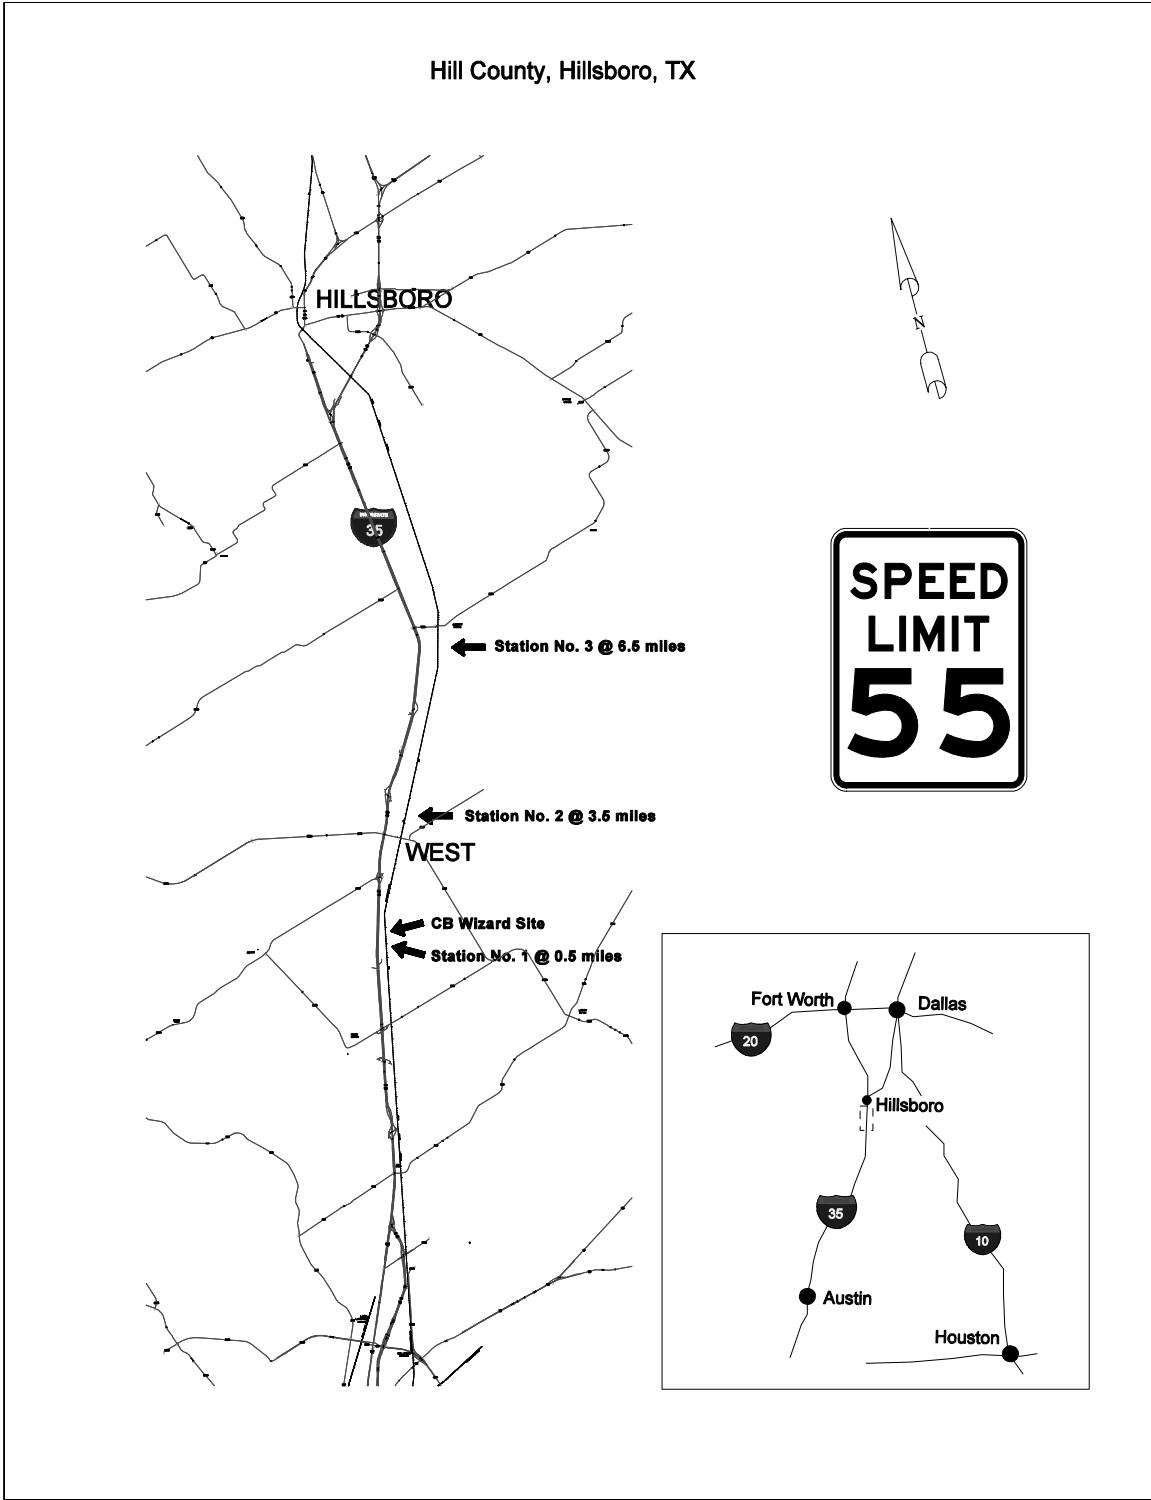 Hill County, Hillsboro, TX
HILLSBORO
N
INTERSTATE
35
SPEED
LIMIT
55
Station No. 3 @ 6.5 miles
Station No. 2 @ 3.5 miles
WEST
CB Wizard Site
Station No. 1 @ 0.5 miles
Fort Worth
Dallas
20
Hillsboro
35
10
Austin
Houston